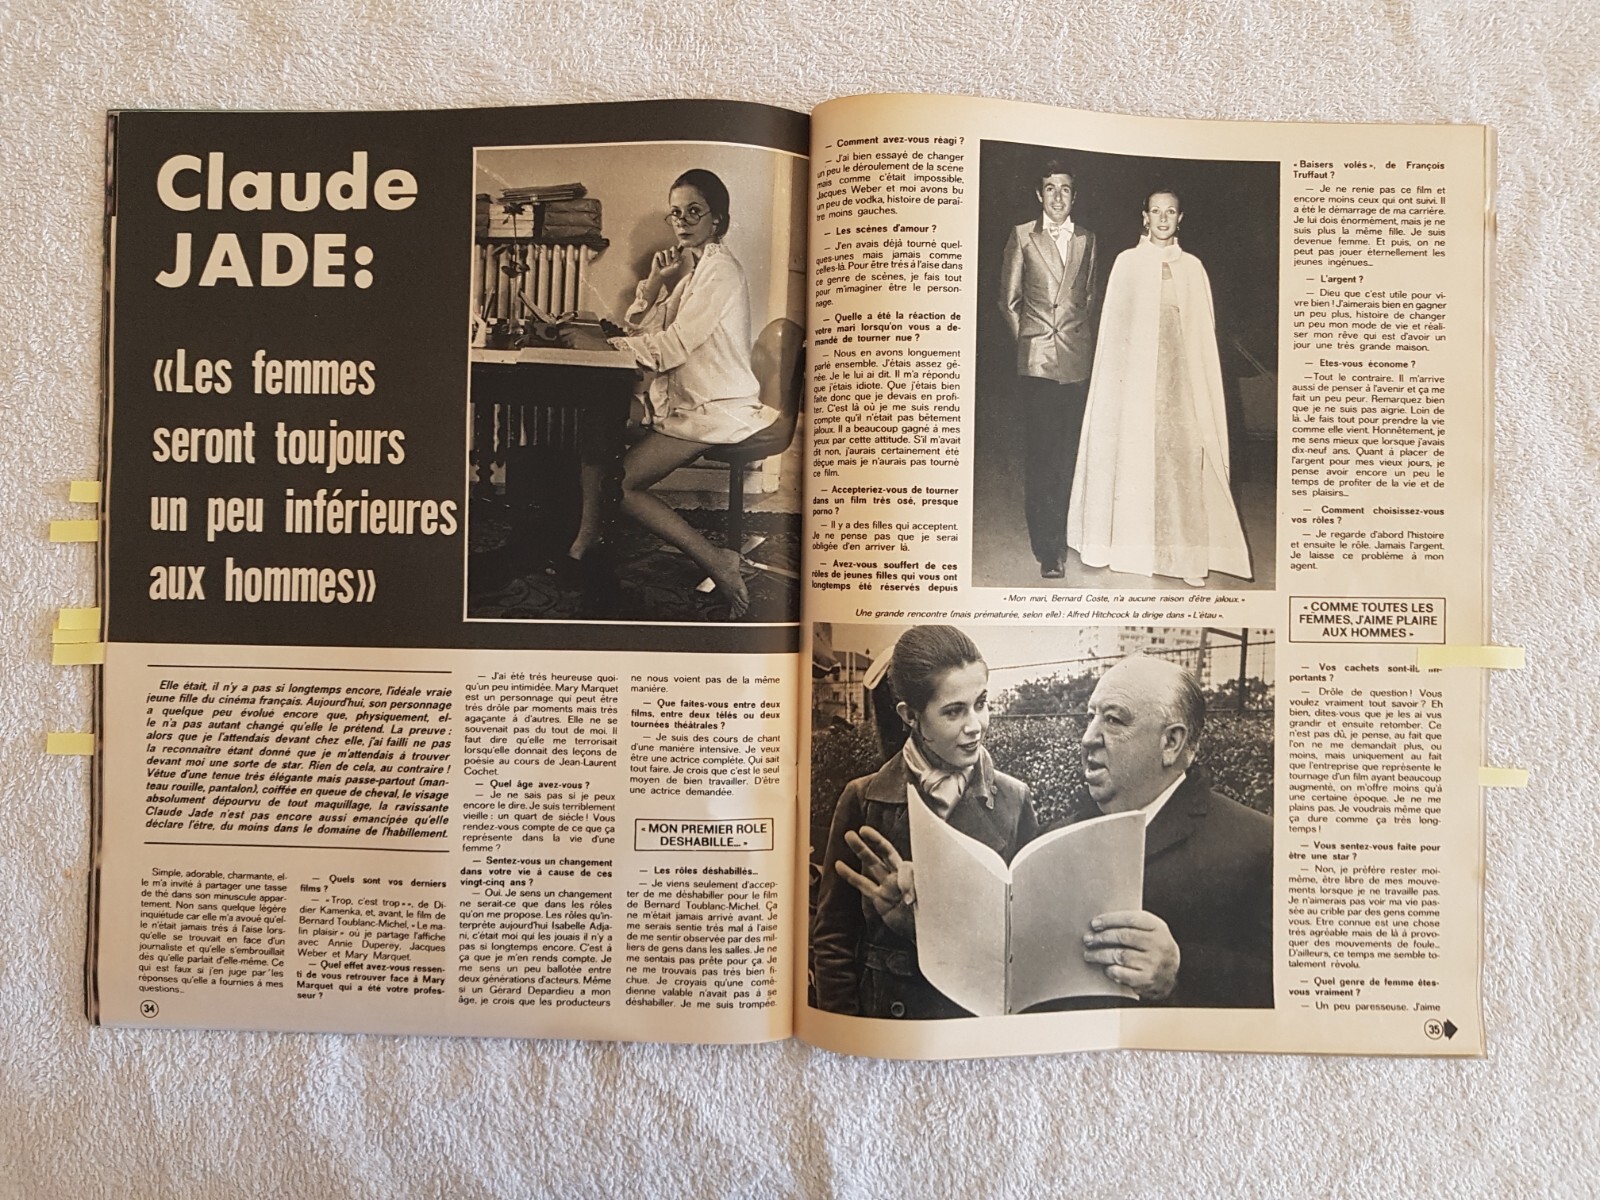 Claude
JADE:
«Les femmes
seront toujours
un peu inférieures
aux hommes»
Elle était, il n'y a pas si longtemps encore, l'idéale vraie
jeune fille du cinéma français. Aujourd'hui, son personnage
a quelque peu évolué encore que, physiquement, el-
le n'a pas autant changé qu'elle le prétend. La preuve :
alors que je l'attendais devant chez elle, j'ai failli ne pas
la reconnaître étant donné que je m'attendais à trouver
devant moi une sorte de star. Rien de cela, au contraire !
Vêtue d'une tenue très élégante mais passe-partout (man-
teau rouille, pantalon), coiffée en queue de cheval, le visage
absolument dépourvu de tout maquillage, la ravissante
Claude Jade n'est pas encore aussi émancipée qu'elle
déclare l'être, du moins dans le domaine de l'habillement.
Simple, adorable, charmante, el-
le m'a invité à partager une tasse
de thé dans son minuscule appar-
tement. Non sans quelque légère
inquiétude car elle m'a avoué qu'el-
le n'était jamais très à l'aise lors-
qu'elle se trouvait en face d'un
journaliste et qu'elle s'embrouillait
dès qu'elle parlait d'elle-même. Ce
qui est faux si j'en juge par les
réponses qu'elle a fournies à mes
questions...
— Quels sont vos derniers
films ?
— « Trop, c'est trop », de Di-
dier Kamenka, et, avant, le film de
Bernard Toublanc-Michel, « Le ma-
lin plaisir » où je partage l'affiche
avec Annie Duperey, Jacques
Weber et Mary Marquet.
— Quel effet avez-vous ressen-
ti de vous retrouver face à Mary
Marquet qui a été votre profes-
seur ?
— J'ai été très heureuse quoi-
qu'un peu intimidée. Mary Marquet
est un personnage qui peut être
très drôle par moments mais très
agaçante à d'autres. Elle ne se
souvenait pas du tout de moi. Il
faut dire qu'elle me terrorisait
lorsqu'elle donnait des leçons de
poésie au cours de Jean-Laurent
Cochet.
— Quel âge avez-vous ?
— Je ne sais pas si je peux
encore le dire. Je suis terriblement
vieille : un quart de siècle ! Vous
rendez-vous compte de ce que ça
représente dans la vie d'une
femme ?
— Sentez-vous un changement
dans votre vie à cause de ces
vingt-cinq ans ?
— Oui. Je sens un changement
ne serait-ce que dans les rôles
qu'on me propose. Les rôles qu'in-
terprète aujourd'hui Isabelle Adja-
ni, c'était moi qui les jouais il n'y a
pas si longtemps encore. C'est à
ça que je m'en rends compte. Je
me sens un peu ballotée entre
deux générations d'acteurs. Même
si un Gérard Depardieu a mon
âge, je crois que les producteurs
ne nous voient pas de la même
manière.
— Que faites-vous entre deux
films, entre deux télés ou deux
tournées théâtrales ?
— Je suis des cours de chant
d'une manière intensive. Je veux
être une actrice complète. Qui sait
tout faire. Je crois que c'est le seul
moyen de bien travailler. D'être
une actrice demandée.
« MON PREMIER ROLE
DESHABILLE... »
— Les rôles déshabillés...
— Je viens seulement d'accep-
ter de me déshabiller pour le film
de Bernard Toublanc-Michel. Ça
ne m'était jamais arrivé avant. Je
me serais sentie très mal à l'aise
de me sentir observée par des mil-
liers de gens dans les salles. Je ne
me sentais pas prête pour ça. Je
ne me trouvais pas très bien fi-
chue. Je croyais qu'une comé-
dienne valable n'avait pas à se
déshabiller. Je me suis trompée.
34
— Comment avez-vous réagi ?
— J'ai bien essayé de changer
un peu le déroulement de la scène
mais comme c'était impossible,
Jacques Weber et moi avons bu
un peu de vodka, histoire de paraî-
tre moins gauches.
— Les scènes d'amour ?
— J'en avais déjà tourné quel-
ques-unes mais jamais comme
celles-là. Pour être très à l'aise dans
ce genre de scènes, je fais tout
pour m'imaginer être le person-
nage.
— Quelle a été la réaction de
votre mari lorsqu'on vous a de-
mandé de tourner nue ?
— Nous en avons longuement
parlé ensemble. J'étais assez gê-
née. Je le lui ai dit. Il m'a répondu
que j'étais idiote. Que j'étais bien
faite donc que je devais en profi-
ter. C'est là où je me suis rendu
compte qu'il n'était pas bêtement
jaloux. Il a beaucoup gagné à mes
yeux par cette attitude. S'il m'avait
dit non, j'aurais certainement été
déçue mais je n'aurais pas tourné
ce film.
— Accepteriez-vous de tourner
dans un film très osé, presque
porno ?
— Il y a des filles qui acceptent.
Je ne pense pas que je serai
obligée d'en arriver là.
— Avez-vous souffert de ces
rôles de jeunes filles qui vous ont
longtemps été réservés depuis
« Mon mari, Bernard Coste, n'a aucune raison d'être jaloux. »
Une grande rencontre (mais prématurée, selon elle) : Alfred Hitchcock la dirige dans « L'étau ».
« Baisers volés », de François
Truffaut ?
— Je ne renie pas ce film et
encore moins ceux qui ont suivi. Il
a été le démarrage de ma carrière.
Je lui dois énormément, mais je ne
suis plus la même fille. Je suis
devenue femme. Et puis, on ne
peut pas jouer éternellement les
jeunes ingénues...
— L'argent ?
— Dieu que c'est utile pour vi-
vre bien ! J'aimerais bien en gagner
un peu plus, histoire de changer
un peu mon mode de vie et réali-
ser mon rêve qui est d'avoir un
jour une très grande maison.
— Etes-vous économe ?
— Tout le contraire. Il m'arrive
aussi de penser à l'avenir et ça me
fait un peu peur. Remarquez bien
que je ne suis pas aigrie. Loin de
là. Je fais tout pour prendre la vie
comme elle vient. Honnêtement, je
me sens mieux que lorsque j'avais
dix-neuf ans. Quant à placer de
l'argent pour mes vieux jours, je
pense avoir encore un peu le
temps de profiter de la vie et de
ses plaisirs...
— Comment choisissez-vous
vos rôles ?
— Je regarde d'abord l'histoire
et ensuite le rôle. Jamais l'argent.
Je laisse ce problème à mon
agent.
« COMME TOUTES LES
FEMMES, J'AIME PLAIRE
AUX HOMMES »
— Vos cachets sont-ils
portants ?
— Drôle de question ! Vous
voulez vraiment tout savoir ? Eh
bien, dites-vous que je les ai vus
grandir et ensuite retomber. Ce
n'est pas dû, je pense, au fait que
l'on ne me demandait plus, ou
moins, mais uniquement au fait
que l'entreprise que représente le
tournage d'un film ayant beaucoup
augmenté, on m'offre moins qu'à
une certaine époque. Je ne me
plains pas. Je voudrais même que
ça dure comme ça très long-
temps !
— Vous sentez-vous faite pour
être une star ?
— Non, je préfère rester moi-
même, être libre de mes mouve-
ments lorsque je ne travaille pas.
Je n'aimerais pas voir ma vie pas-
sée au crible par des gens comme
vous. Etre connue est une chose
très agréable mais de là à provo-
quer des mouvements de foule...
D'ailleurs, ce temps me semble to-
talement révolu.
— Quel genre de femme êtes-
vous vraiment ?
— Un peu paresseuse. J'aime
35